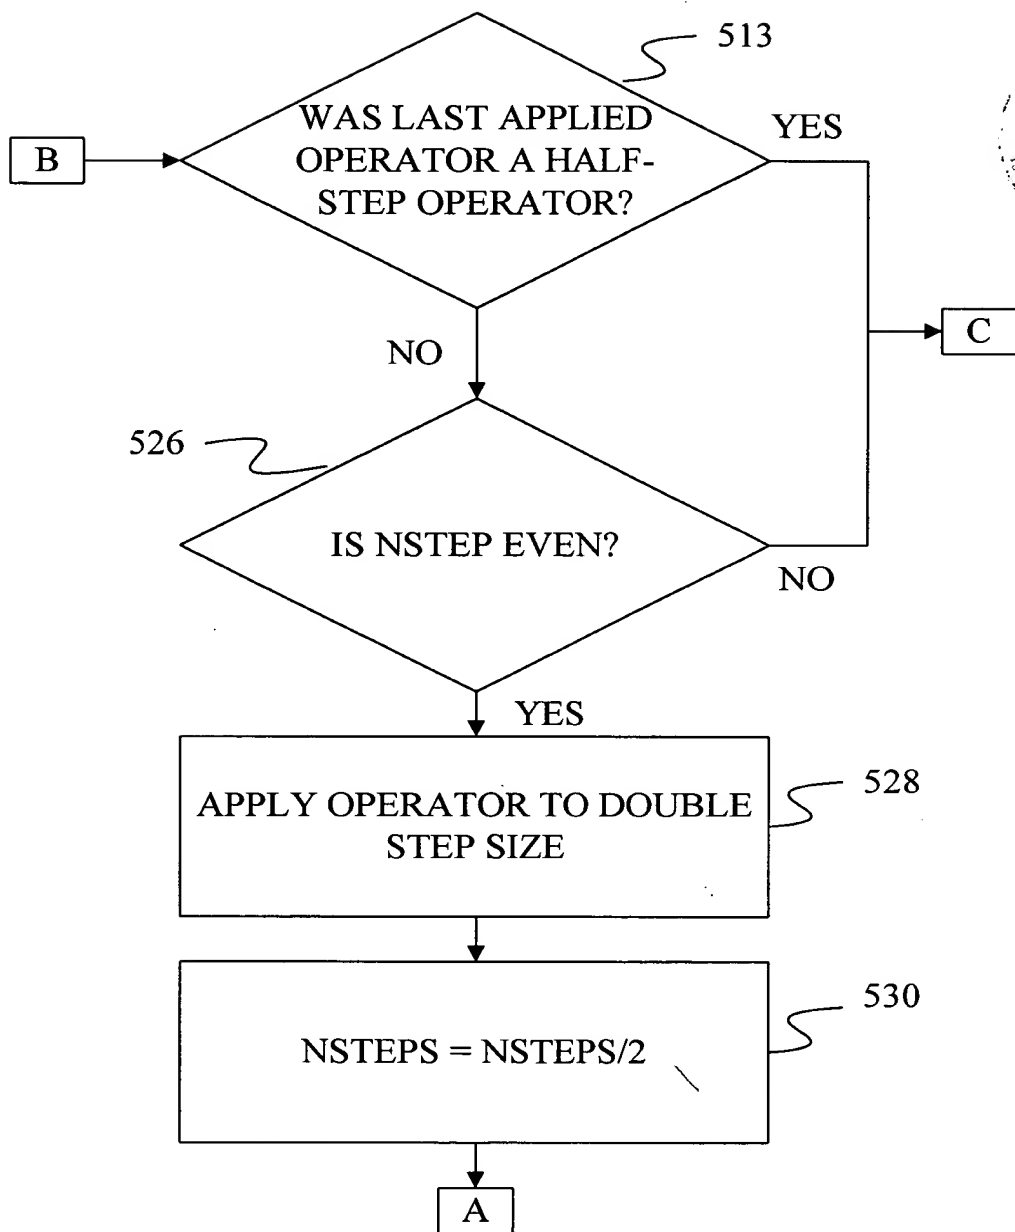 513
WAS LAST APPLIED
OPERATOR A HALF-
STEP OPERATOR?
YES
B
C
NO
526
IS NSTEP EVEN?
NO
YES
528
APPLY OPERATOR TO DOUBLE
STEP SIZE
530
NSTEPS = NSTEPS/2
A